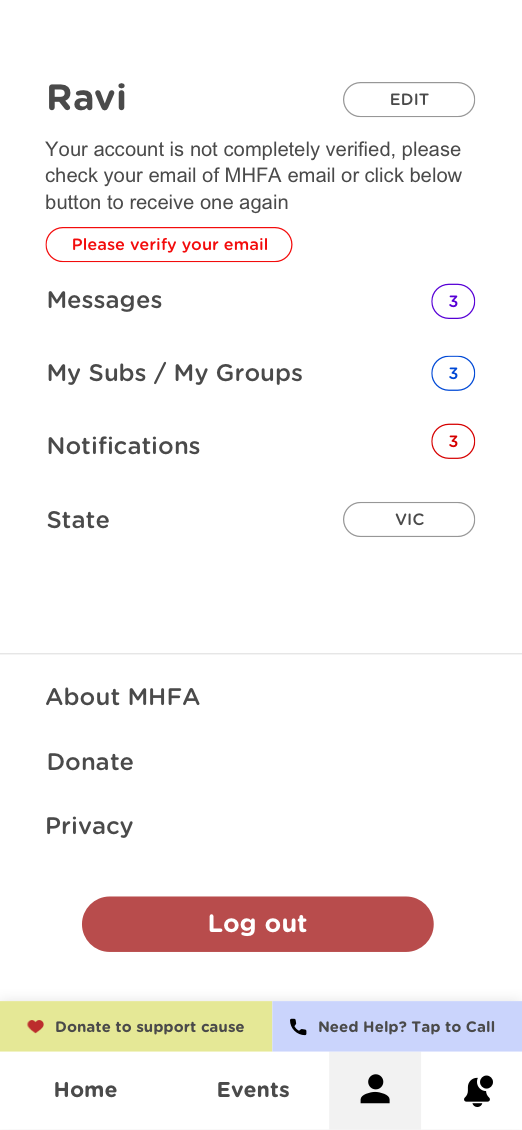 Ravi
EDIT
Your account is not completely verified, please
check your email of MHFA email or click below
button to receive one again
Please verify your email
Messages
3
My Subs / My Groups
3
Notifications
3
State
VIC
About MHFA
Donate
Privacy
Log out
Donate to support cause
Need Help? Tap to Call
Home
Events